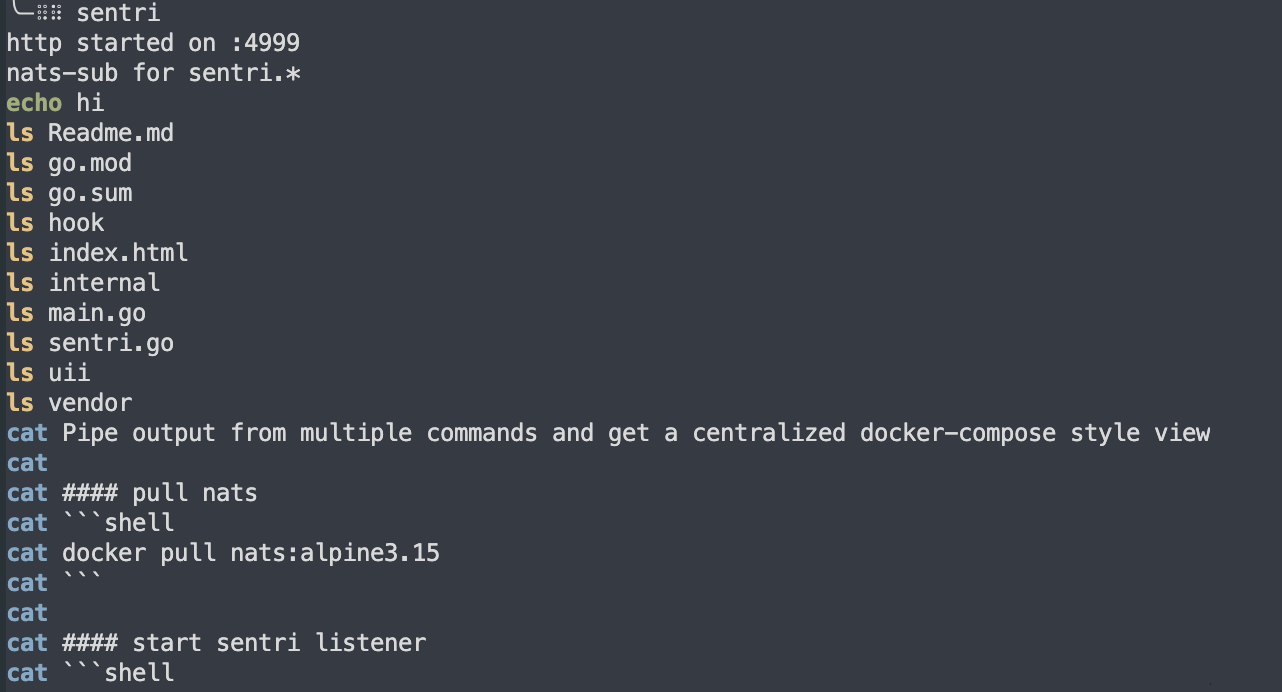 sentri
http started on :4999
nats-sub for sentri.*
echo hi
ls Readme.md
ls go.mod
ls go.sum
ls hook
ls index.html
ls internal
ls main.go
ls sentri.go
ls uii
ls vendor
cat Pipe output from multiple commands and get a centralized docker-compose style view
cat
cat #### pull nats
cat ```shell
cat docker pull nats:alpine3.15
cat ```
cat
cat #### start sentri listener
cat ```shell